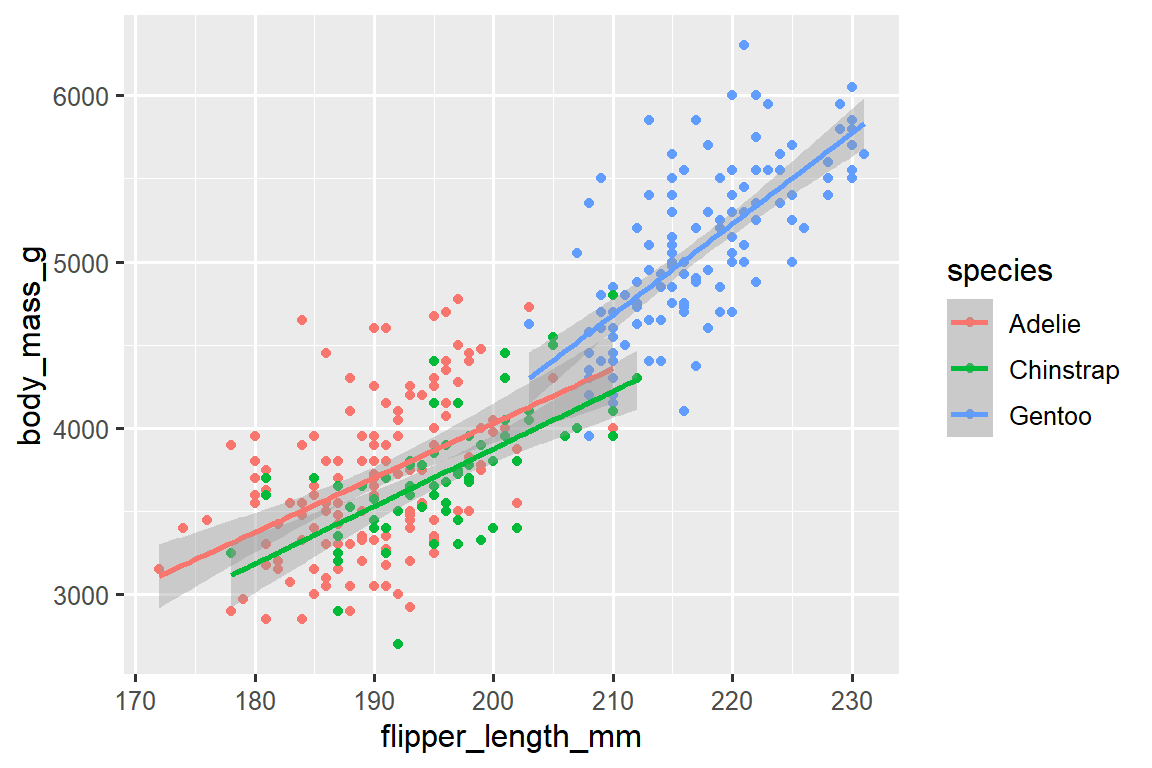 body_mass_g
6000
5000
4000
3000
170 180 190 200 210 220 230
flipper_length_mm
species
Adelie
Chinstrap
Gentoo